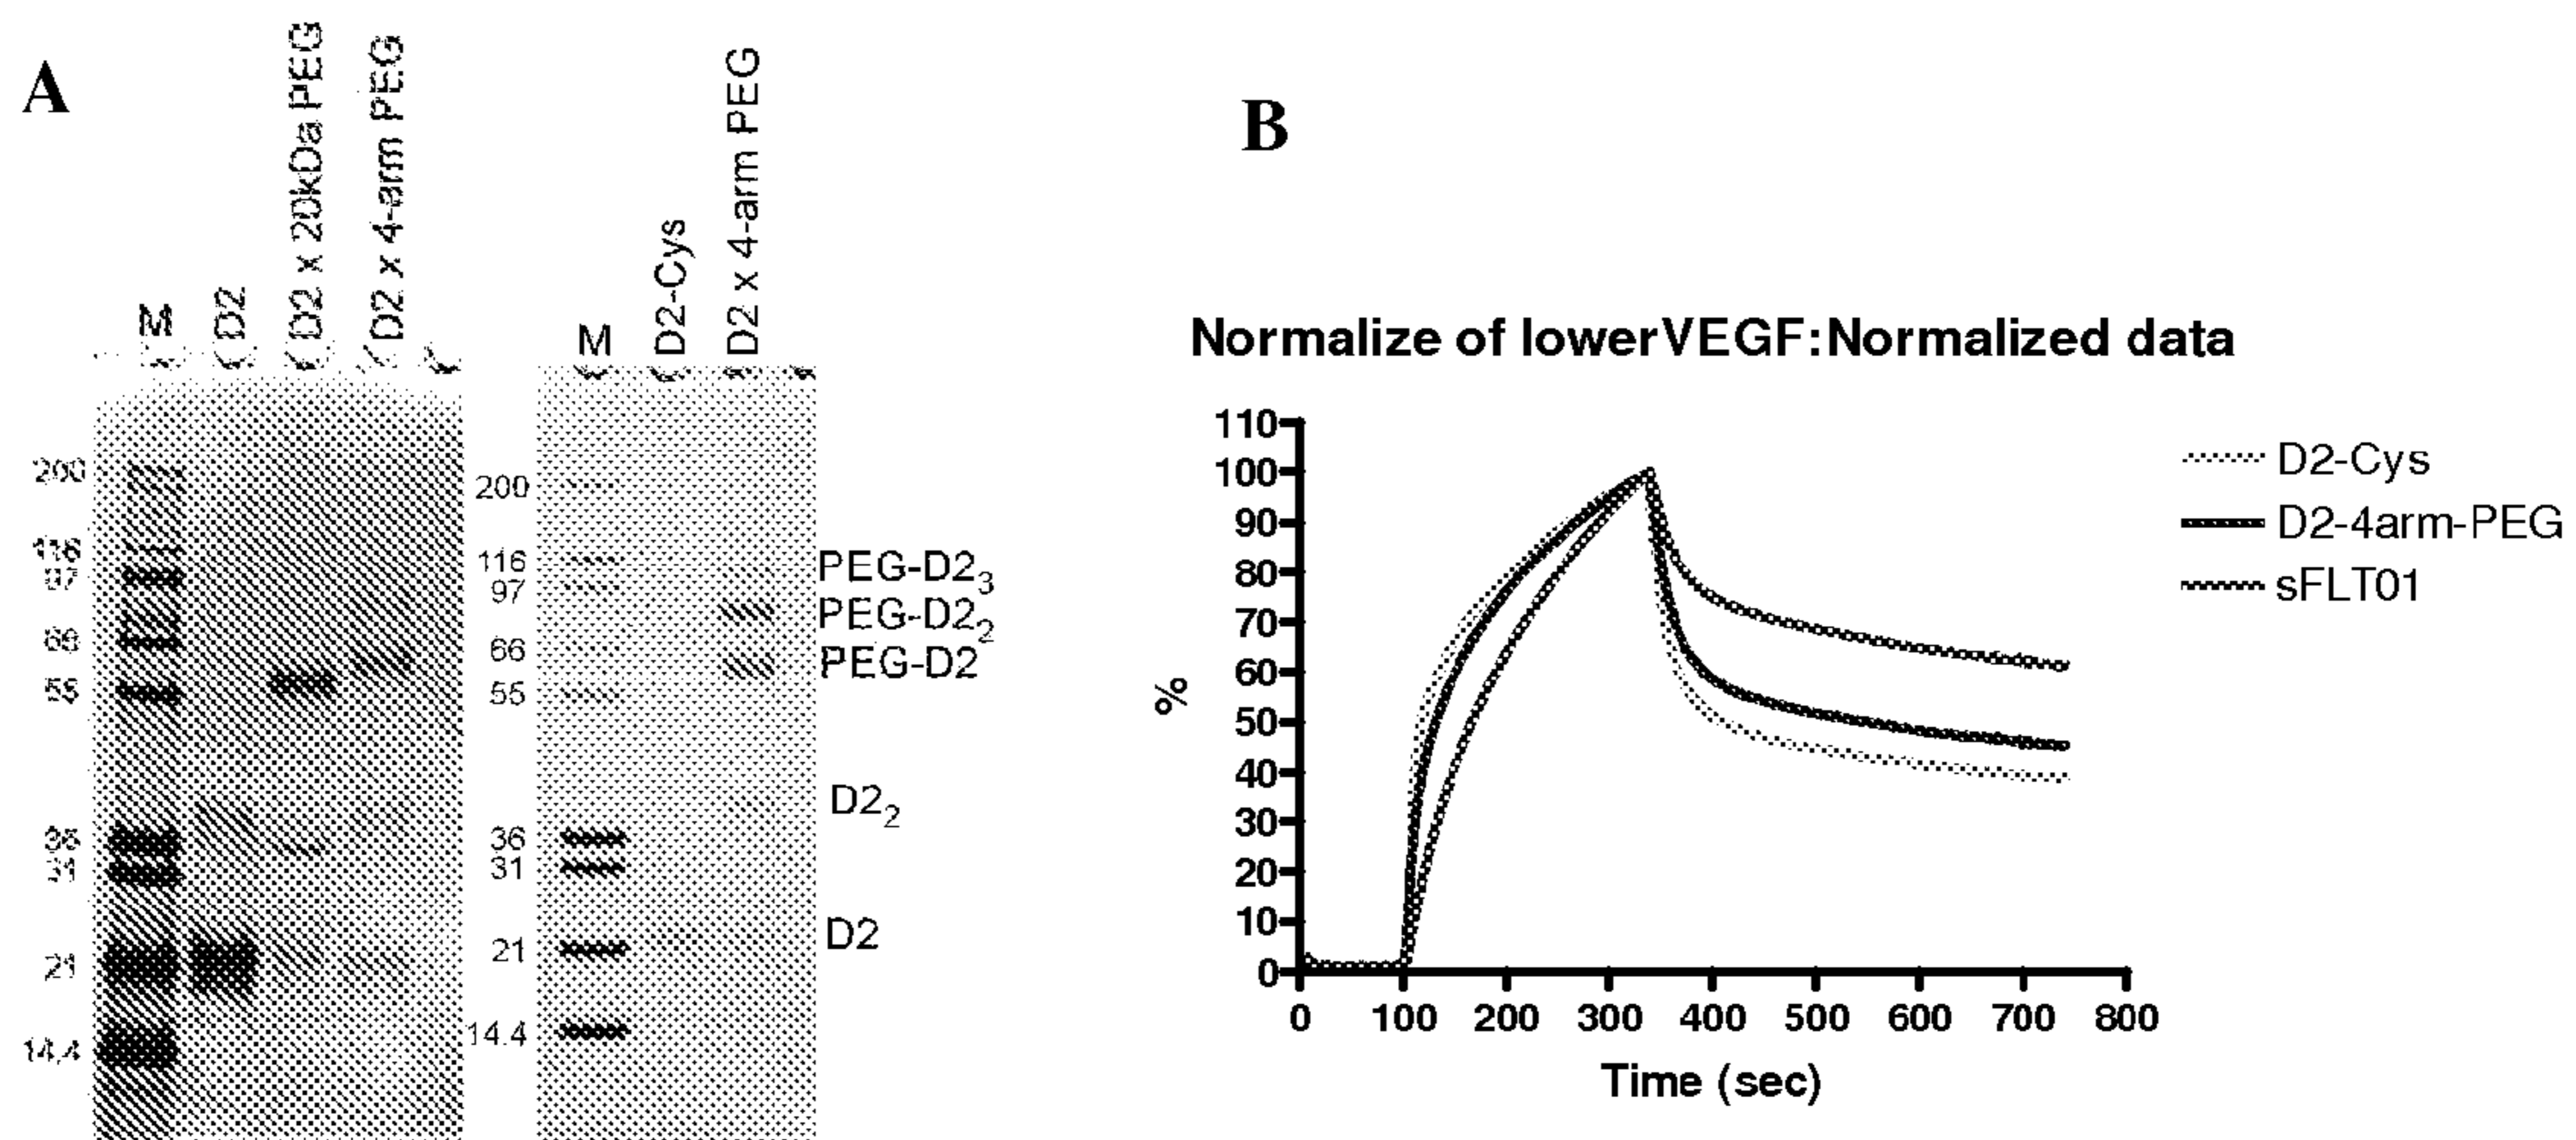 A
M
D2
D2 x 20kDa PEG
D2 x 4-arm PEG
200
116
97
66
55
36
31
21
14.4
M
D2-Cys
D2 x 4-arm PEG
200
116
97
66
55
36
31
21
14.4
PEG-D2₃
PEG-D2₂
PEG-D2
D2₂
D2
B
Normalize of lowerVEGF:Normalized data
110
100
90
80
70
60
50
40
30
20
10
0
%
0 100 200 300 400 500 600 700 800
Time (sec)
D2-Cys
D2-4arm-PEG
sFLT01